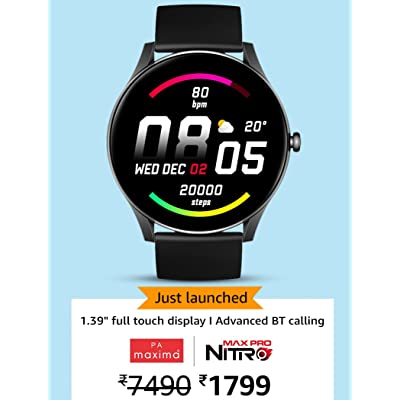 80
bpm
08
20°
WED DEC 02
05
20000
steps
Just launched
1.39" full touch display I Advanced BT calling
PA
maxima
MAX PRO
NITRO
₹7490 ₹1799